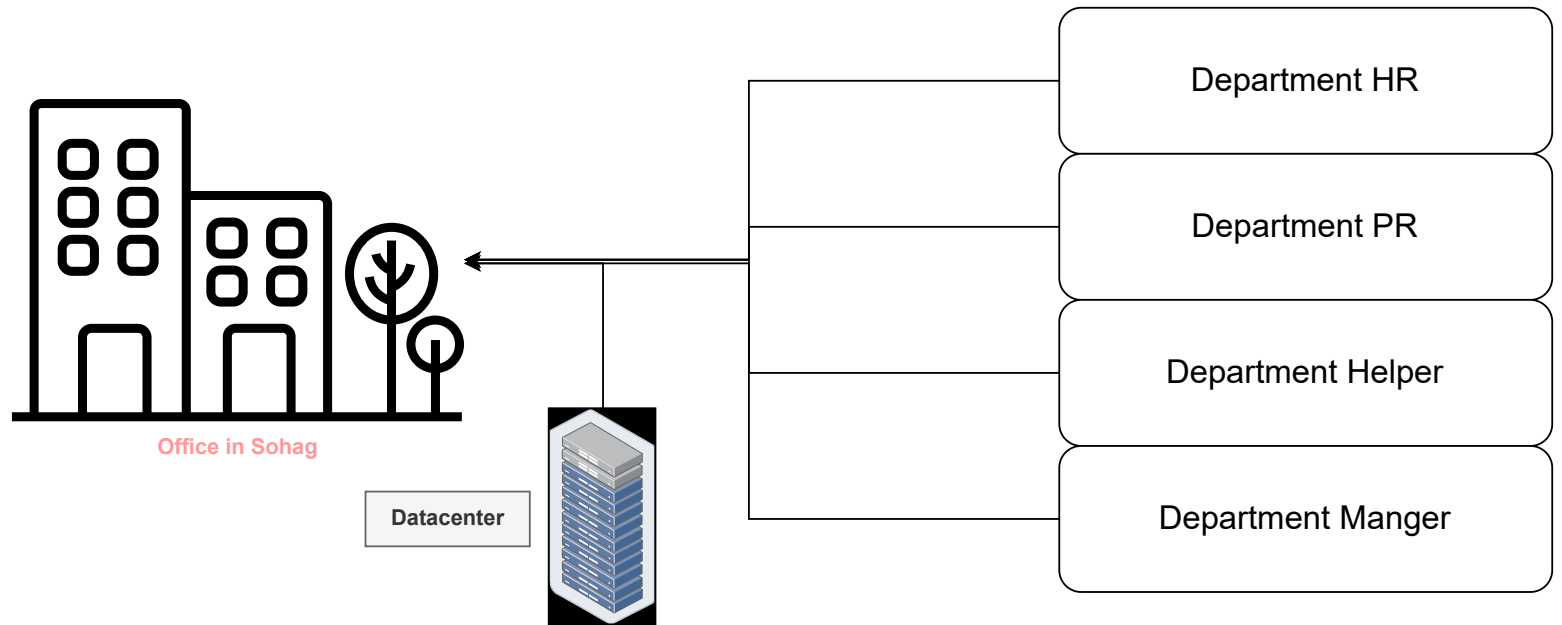 Department HR
Department PR
Department Helper
Department Manger
Office in Sohag
Datacenter